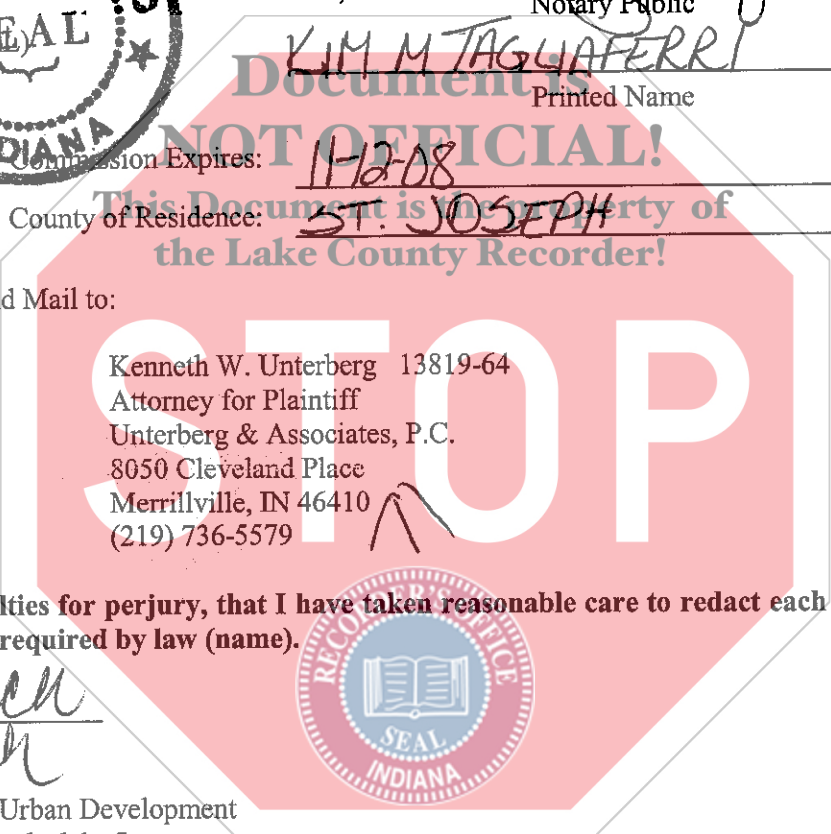 Notary Public
SEAL
KIM M TAGLIAFERRI
Printed Name
Document is
NOT OFFICIAL!
INDIANA
Commission Expires: 11-12-08
This Document is the property of
County of Residence: ST. JOSEPH
the Lake County Recorder!
d Mail to:
STOP
Kenneth W. Unterberg 13819-64
Attorney for Plaintiff
Unterberg & Associates, P.C.
8050 Cleveland Place
Merrillville, IN 46410
(219) 736-5579
lties for perjury, that I have taken reasonable care to redact each
required by law (name).
RECORDER'S OFFICE
SEAL
INDIANA
Urban Development